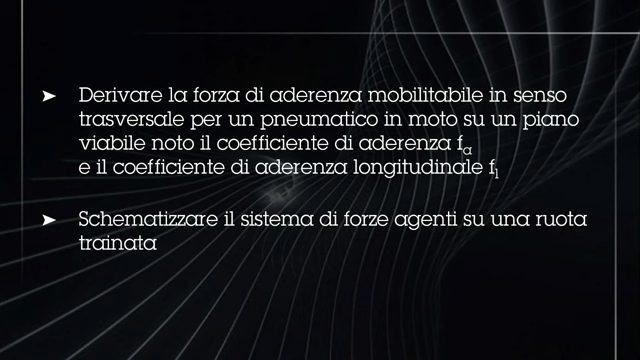 ➤ Derivare la forza di aderenza mobilitabile in senso
trasversale per un pneumatico in moto su un piano
viabile noto il coefficiente di aderenza fα
e il coefficiente di aderenza longitudinale fl
➤ Schematizzare il sistema di forze agenti su una ruota
trainata